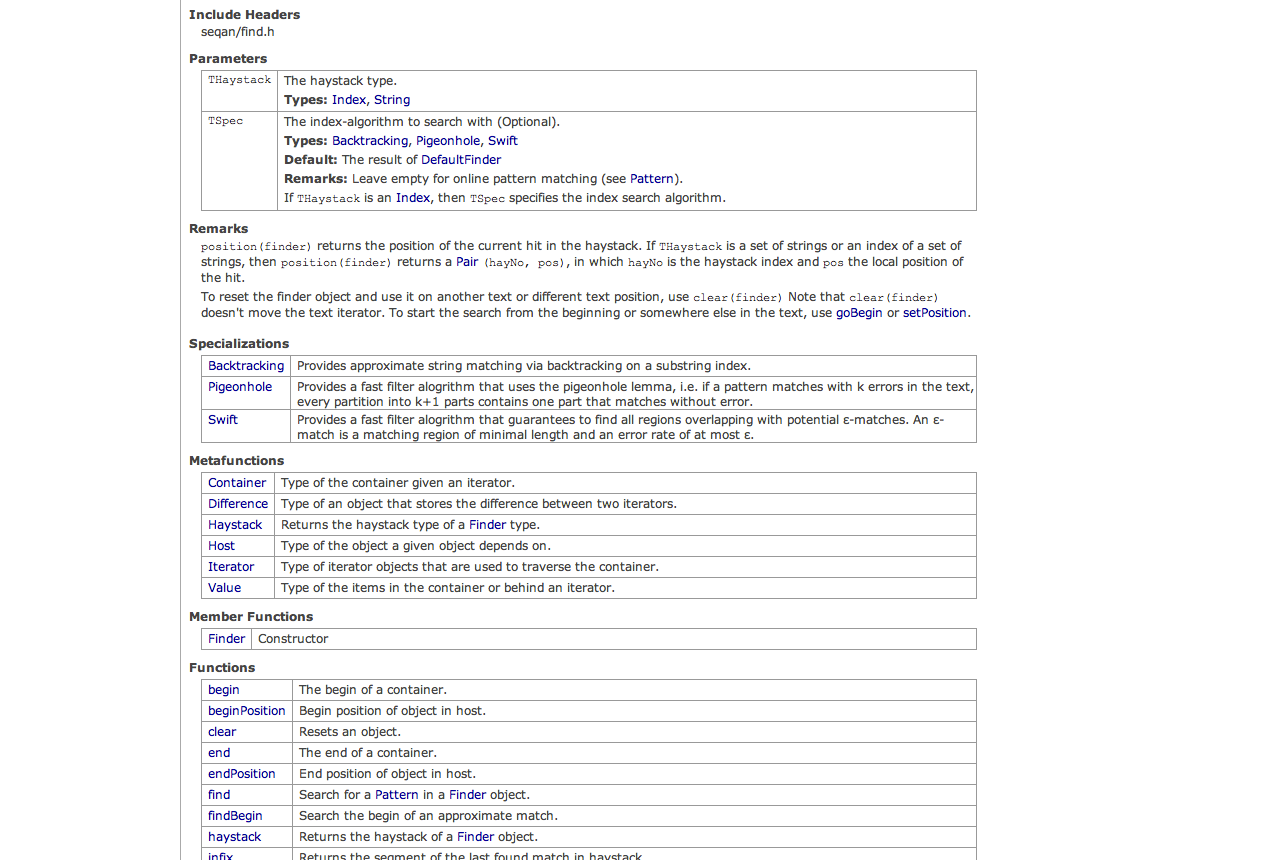 Include Headers
seqan/find.h
Parameters
THaystack The haystack type.
Types: Index, String
TSpec The index-algorithm to search with (Optional).
Types: Backtracking, Pigeonhole, Swift
Default: The result of DefaultFinder
Remarks: Leave empty for online pattern matching (see Pattern).
If THaystack is an Index, then TSpec specifies the index search algorithm.
Remarks
position(finder) returns the position of the current hit in the haystack. If THaystack is a set of strings or an index of a set of
strings, then position(finder) returns a Pair (hayNo, pos), in which hayNo is the haystack index and pos the local position of
the hit.
To reset the finder object and use it on another text or different text position, use clear(finder) Note that clear(finder)
doesn't move the text iterator. To start the search from the beginning or somewhere else in the text, use goBegin or setPosition.
Specializations
Backtracking Provides approximate string matching via backtracking on a substring index.
Pigeonhole Provides a fast filter alogrithm that uses the pigeonhole lemma, i.e. if a pattern matches with k errors in the text,
every partition into k+1 parts contains one part that matches without error.
Swift Provides a fast filter alogrithm that guarantees to find all regions overlapping with potential ε-matches. An ε-
match is a matching region of minimal length and an error rate of at most ε.
Metafunctions
Container Type of the container given an iterator.
Difference Type of an object that stores the difference between two iterators.
Haystack Returns the haystack type of a Finder type.
Host Type of the object a given object depends on.
Iterator Type of iterator objects that are used to traverse the container.
Value Type of the items in the container or behind an iterator.
Member Functions
Finder Constructor
Functions
begin The begin of a container.
beginPosition Begin position of object in host.
clear Resets an object.
end The end of a container.
endPosition End position of object in host.
find Search for a Pattern in a Finder object.
findBegin Search the begin of an approximate match.
haystack Returns the haystack of a Finder object.
infix Returns the segment of the last found match in haystack.